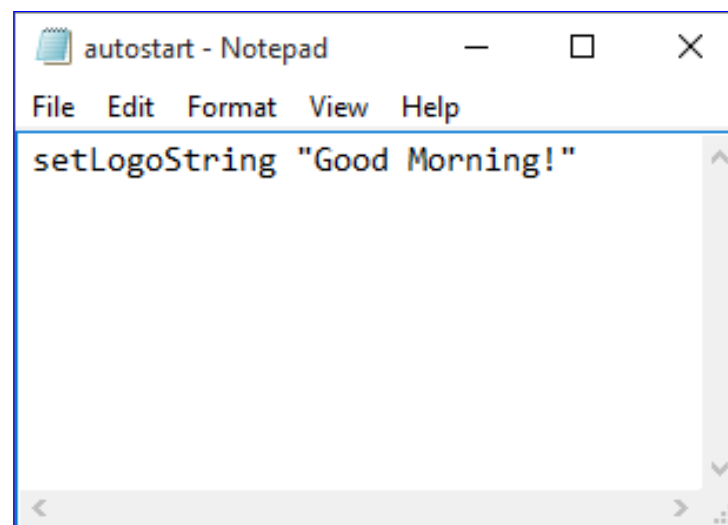 autostart - Notepad
File Edit Format View Help
setLogoString "Good Morning!"